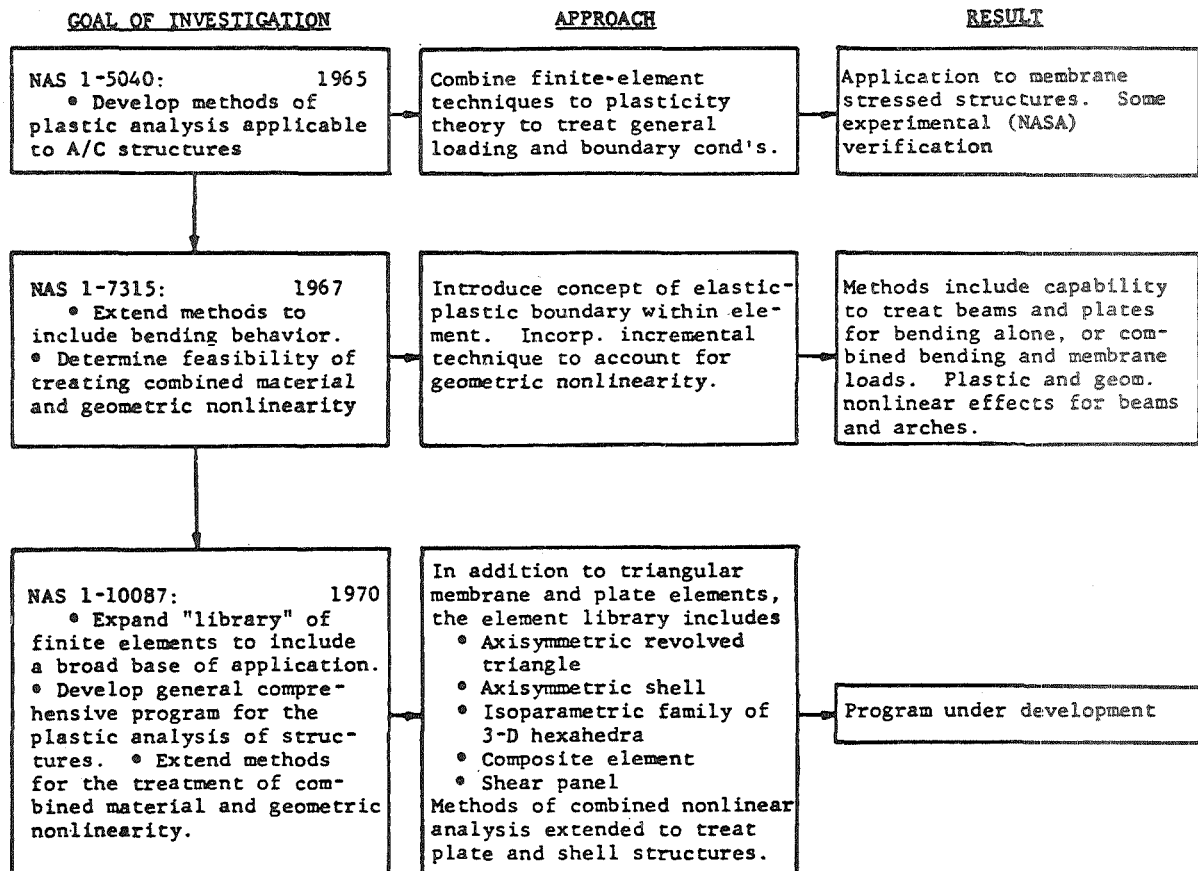 GOAL OF INVESTIGATION
APPROACH
RESULT
NAS 1-5040: 1965
• Develop methods of
plastic analysis applicable
to A/C structures
Combine finite-element
techniques to plasticity
theory to treat general
loading and boundary cond's.
Application to membrane
stressed structures. Some
experimental (NASA)
verification
NAS 1-7315: 1967
• Extend methods to
include bending behavior.
• Determine feasibility of
treating combined material
and geometric nonlinearity
Introduce concept of elastic-
plastic boundary within ele-
ment. Incorp. incremental
technique to account for
geometric nonlinearity.
Methods include capability
to treat beams and plates
for bending alone, or com-
bined bending and membrane
loads. Plastic and geom.
nonlinear effects for beams
and arches.
NAS 1-10087: 1970
• Expand "library" of
finite elements to include
a broad base of application.
• Develop general compre-
hensive program for the
plastic analysis of struc-
tures. • Extend methods
for the treatment of com-
bined material and geometric
nonlinearity.
In addition to triangular
membrane and plate elements,
the element library includes
• Axisymmetric revolved
triangle
• Axisymmetric shell
• Isoparametric family of
3-D hexahedra
• Composite element
• Shear panel
Methods of combined nonlinear
analysis extended to treat
plate and shell structures.
Program under development